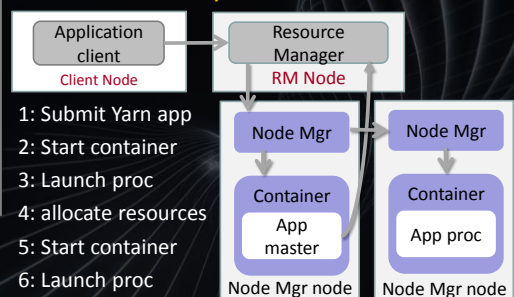 Application
client
Client Node
Resource
Manager
RM Node
1: Submit Yarn app
2: Start container
3: Launch proc
4: allocate resources
5: Start container
6: Launch proc
Node Mgr
Container
App
master
Node Mgr node
Node Mgr
Container
App proc
Node Mgr node